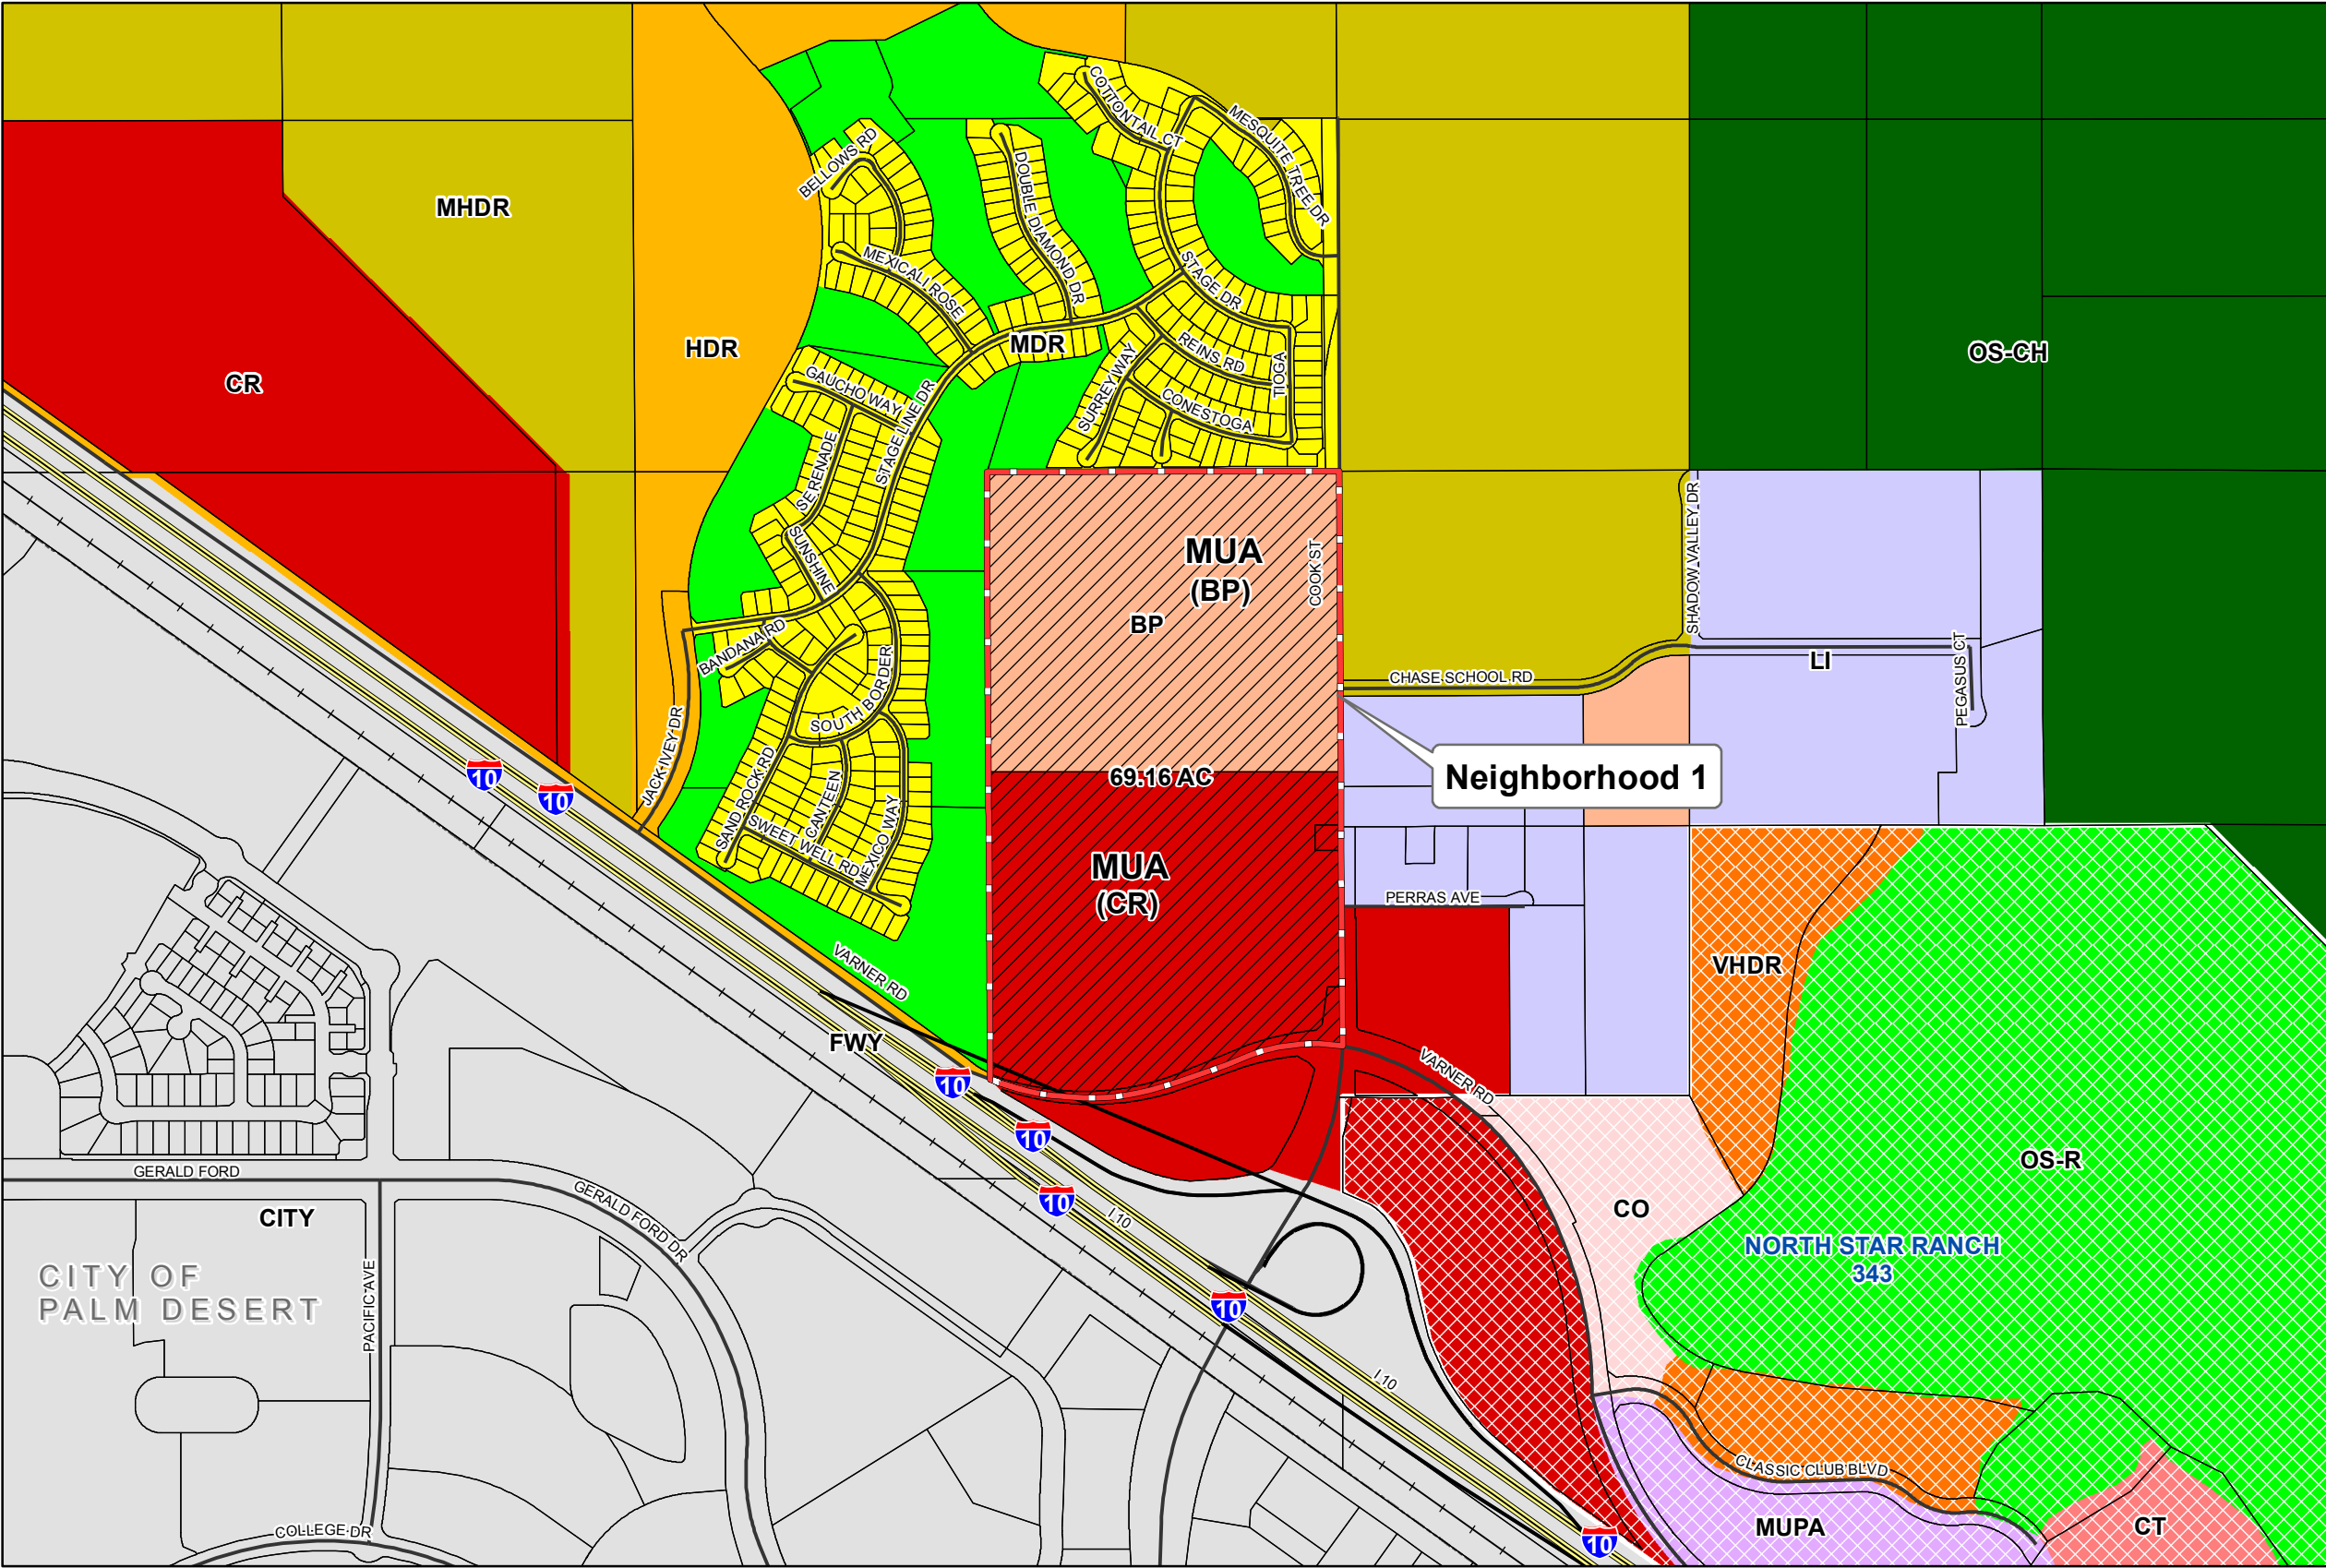 COTTONTAIL CT
MESQUITE TREE DR
BELLOWS RD
DOUBLE DIAMOND DR
MHDR
MEXICALI ROSE
STAGE DR
HDR
MDR
REINS RD
TIOGA
OS-CH
CR
GAUCHO WAY
STAGE LINE DR
SURREY WAY
CONESTOGA
SERENADE
SUNSHINE
MUA
(BP)
COOK ST
BP
SHADOW VALLEY DR
BANDANA RD
SOUTH BORDER
CHASE SCHOOL RD
LI
PEGASUS CT
JACK IVEY DR
SAND ROCK RD
CANTEEN
SWEET WELL RD
MEXICO WAY
69.16 AC
Neighborhood 1
10
10
MUA
(CR)
PERRAS AVE
VARNER RD
VHDR
FWY
10
VARNER RD
10
GERALD FORD
OS-R
GERALD FORD DR
10
I 10
CITY
CO
CITY OF
PALM DESERT
PACIFIC AVE
NORTH STAR RANCH
343
10
I 10
CLASSIC CLUB BLVD
COLLEGE DR
MUPA
CT
10